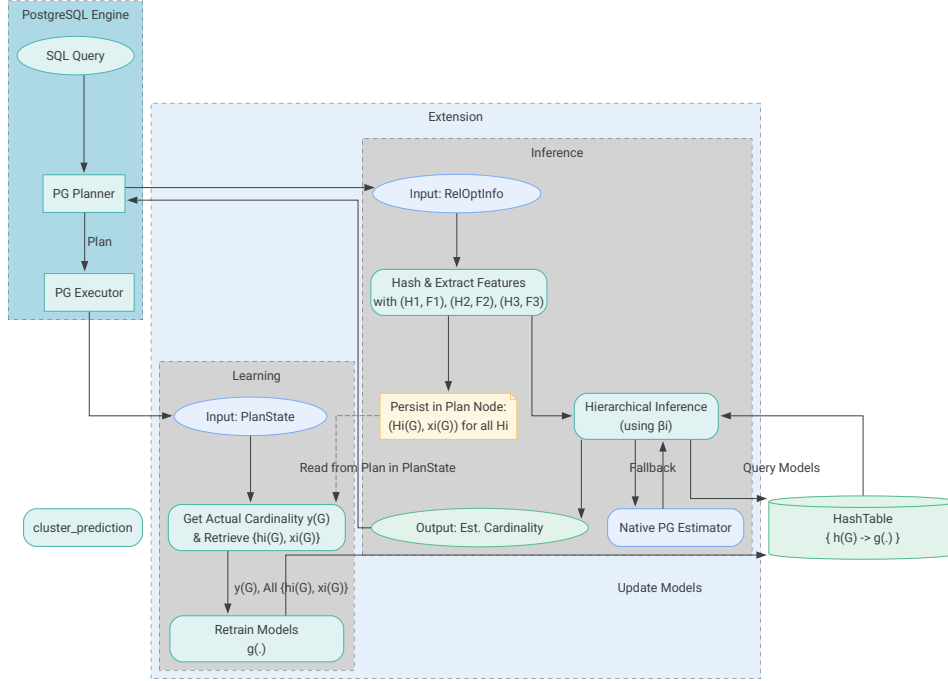 PostgreSQL Engine
SQL Query
Extension
Inference
PG Planner
Input: RelOptInfo
Plan
PG Executor
Hash & Extract Features
with (H1, F1), (H2, F2), (H3, F3)
Learning
Input: PlanState
Persist in Plan Node:
(Hi(G), xi(G)) for all Hi
Hierarchical Inference
(using βi)
Read from Plan in PlanState
Fallback
Query Models
cluster_prediction
Get Actual Cardinality y(G)
& Retrieve {hi(G), xi(G)}
Output: Est. Cardinality
Native PG Estimator
HashTable
{ h(G) -> g(.) }
y(G), All {hi(G), xi(G)}
Update Models
Retrain Models
g(.)